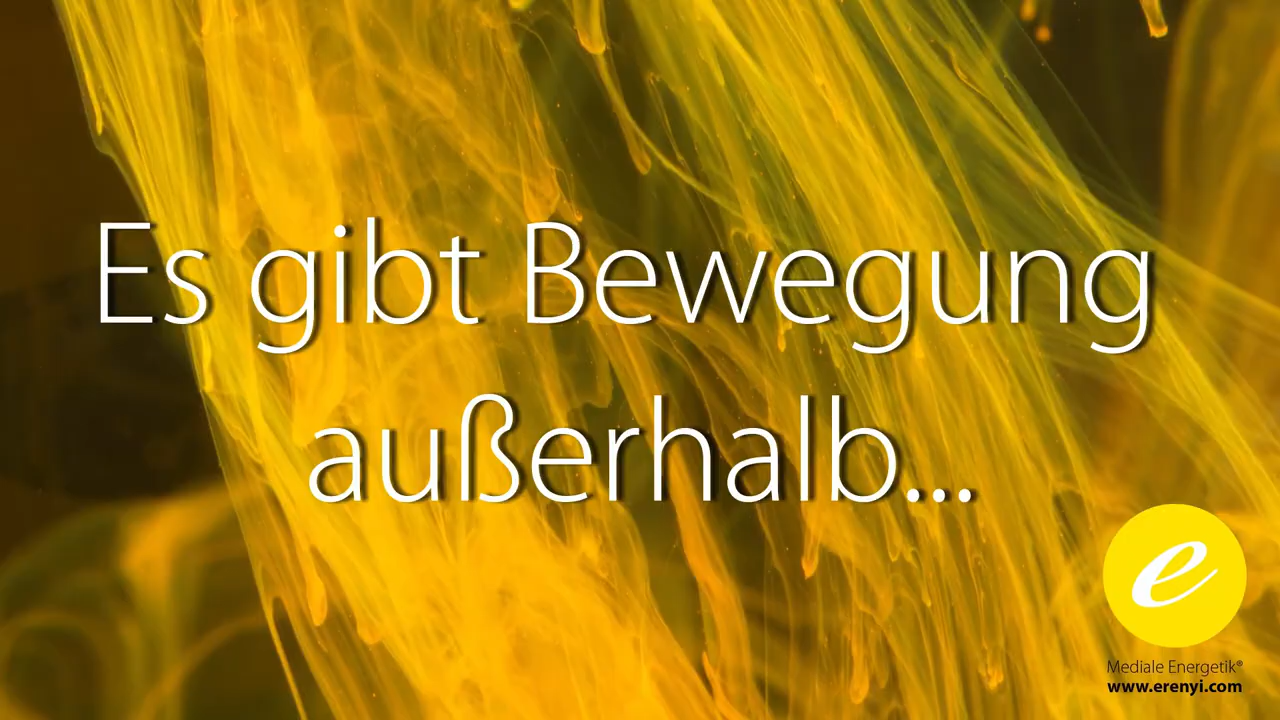 Es gibt Bewegung
außerhalb...
e
Mediale Energetik®
www.erenyi.com